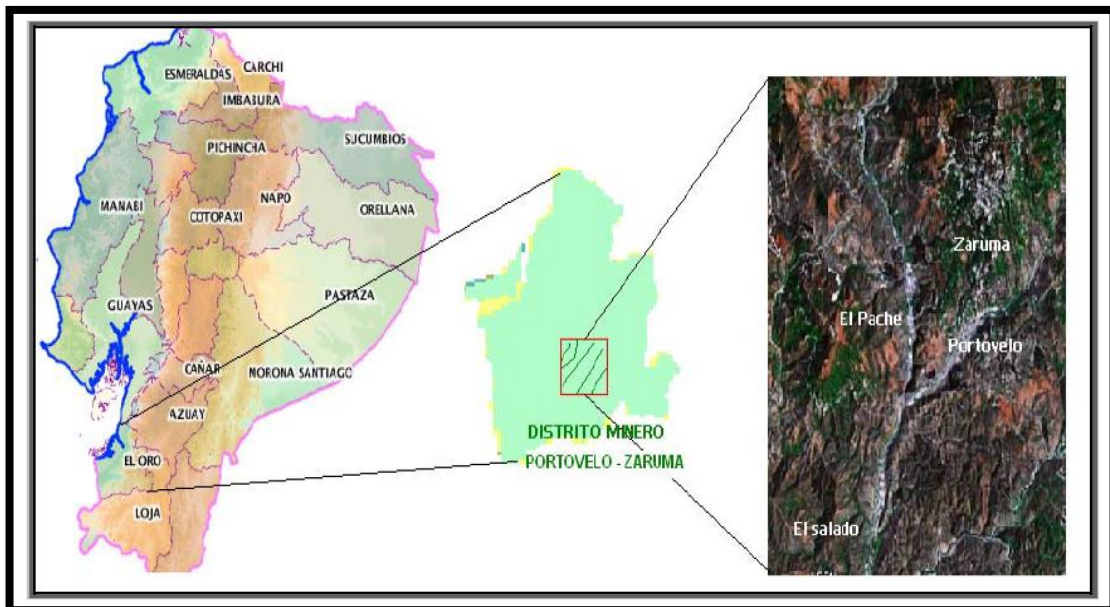 ESMERALDAS
CARCHI
IMBABURA
SUCUMBIOS
PICHINCHA
NAPO
ORELLANA
MANABI
COTOPAXI
GUAYAS
PASTAZA
CAÑAR
MORONA SANTIAGO
AZUAY
EL ORO
LOJA
DISTRITO MINERO
PORTOVELO - ZARUMA
Zaruma
El Pache
Portovelo
El salado